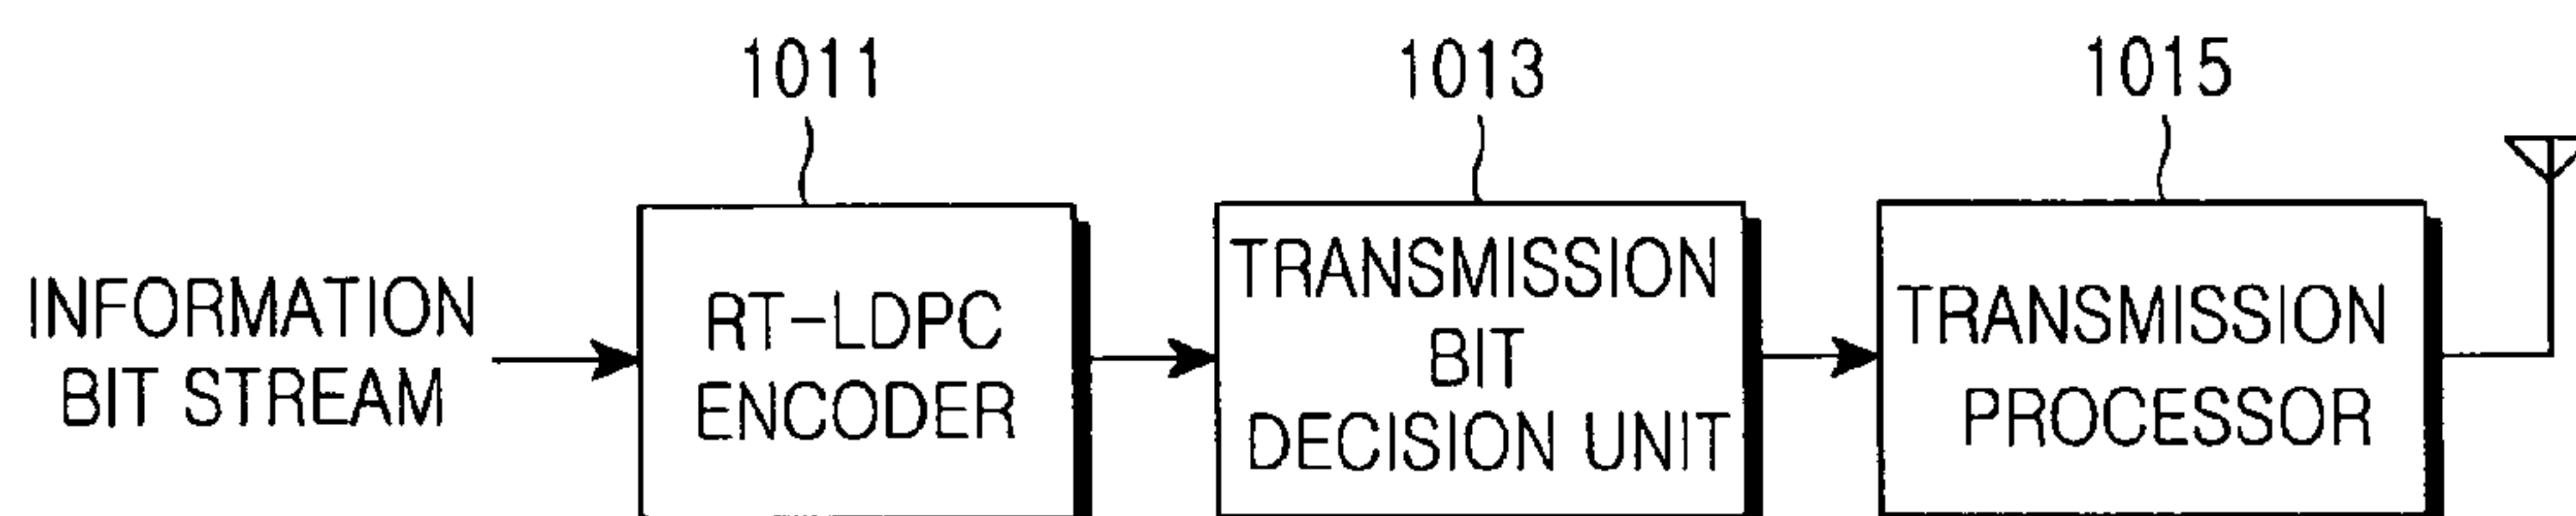 1011
1013
1015
INFORMATION
BIT STREAM
RT-LDPC
ENCODER
TRANSMISSION
BIT
DECISION UNIT
TRANSMISSION
PROCESSOR